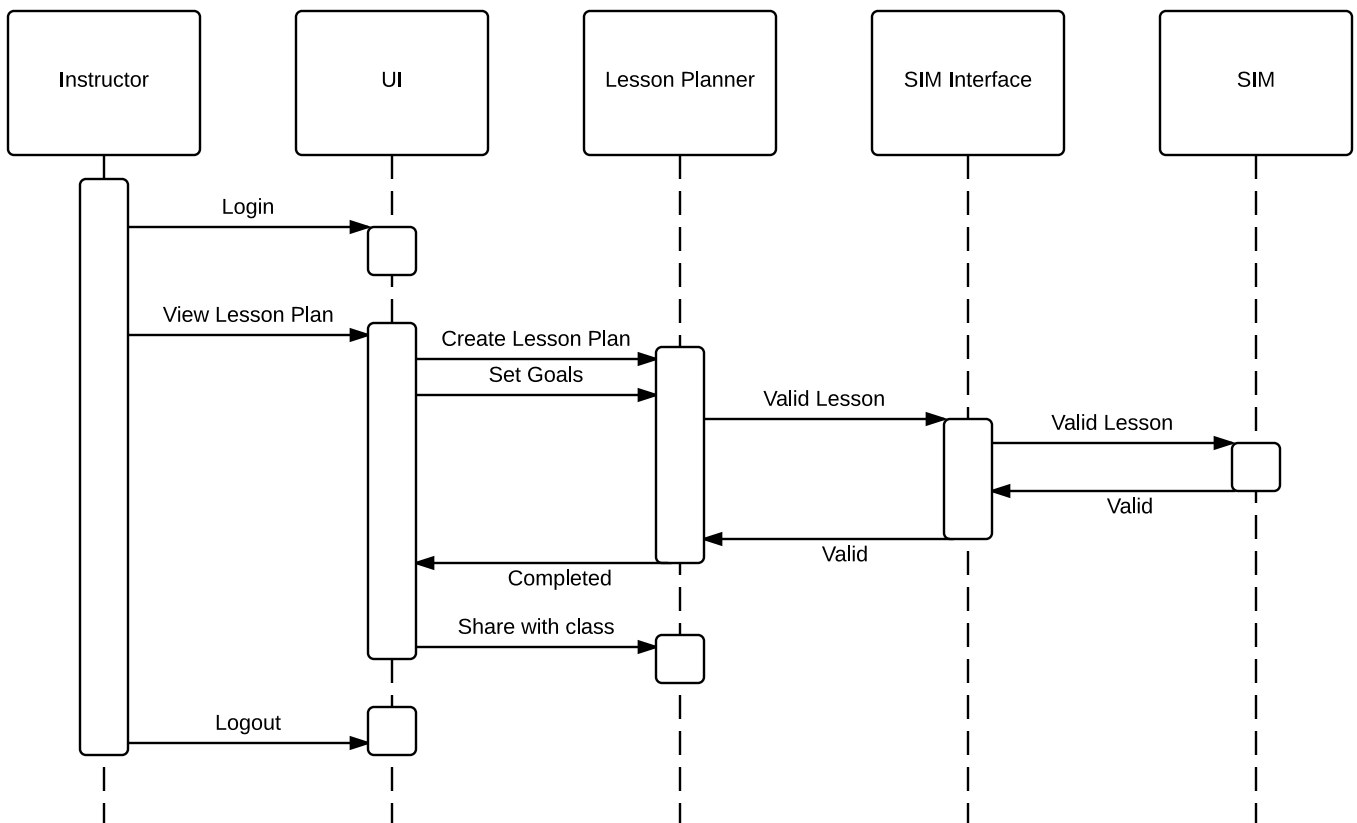 Instructor
UI
Lesson Planner
SIM Interface
SIM
Login
View Lesson Plan
Create Lesson Plan
Set Goals
Valid Lesson
Valid Lesson
Valid
Valid
Completed
Share with class
Logout